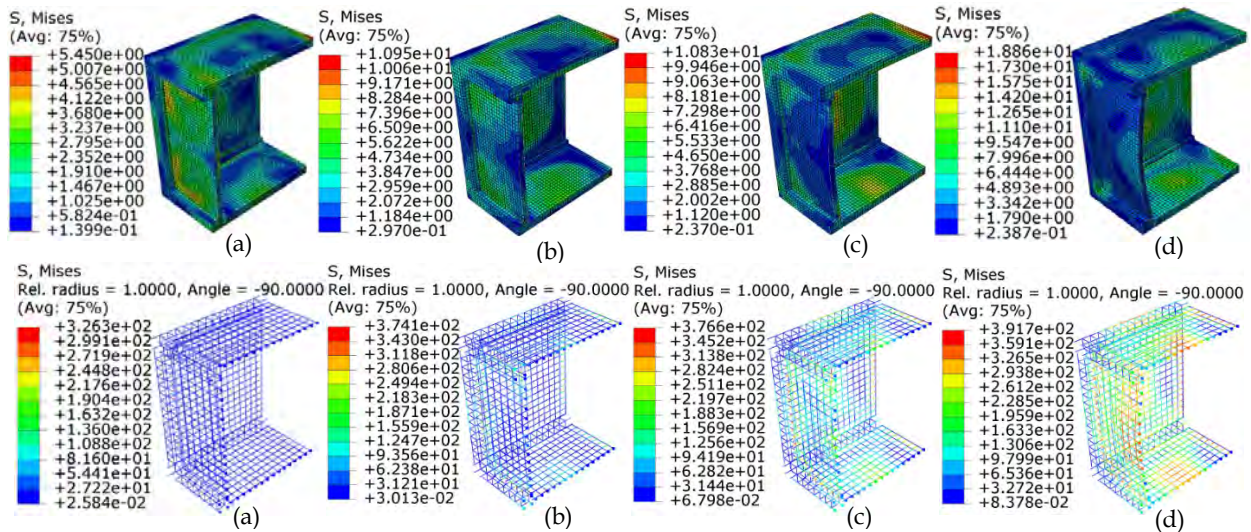 S, Mises
(Avg: 75%)
+5.450e+00
+5.007e+00
+4.565e+00
+4.122e+00
+3.680e+00
+3.237e+00
+2.795e+00
+2.352e+00
+1.910e+00
+1.467e+00
+1.025e+00
+5.824e-01
+1.399e-01
(a)
S, Mises
(Avg: 75%)
+1.095e+01
+1.006e+01
+9.171e+00
+8.284e+00
+7.396e+00
+6.509e+00
+5.622e+00
+4.734e+00
+3.847e+00
+2.959e+00
+2.072e+00
+1.184e+00
+2.970e-01
(b)
S, Mises
(Avg: 75%)
+1.083e+01
+9.946e+00
+9.063e+00
+8.181e+00
+7.298e+00
+6.416e+00
+5.533e+00
+4.650e+00
+3.768e+00
+2.885e+00
+2.002e+00
+1.120e+00
+2.370e-01
(c)
S, Mises
(Avg: 75%)
+1.886e+01
+1.730e+01
+1.575e+01
+1.420e+01
+1.265e+01
+1.110e+01
+9.547e+00
+7.996e+00
+6.444e+00
+4.893e+00
+3.342e+00
+1.790e+00
+2.387e-01
(d)
S, Mises
Rel. radius = 1.0000, Angle = -90.0000
(Avg: 75%)
+3.263e+02
+2.991e+02
+2.719e+02
+2.448e+02
+2.176e+02
+1.904e+02
+1.632e+02
+1.360e+02
+1.088e+02
+8.160e+01
+5.441e+01
+2.722e+01
+2.584e-02
(a)
S, Mises
Rel. radius = 1.0000, Angle = -90.0000
(Avg: 75%)
+3.741e+02
+3.430e+02
+3.118e+02
+2.806e+02
+2.494e+02
+2.183e+02
+1.871e+02
+1.559e+02
+1.247e+02
+9.356e+01
+6.238e+01
+3.121e+01
+3.013e-02
(b)
S, Mises
Rel. radius = 1.0000, Angle = -90.0000
(Avg: 75%)
+3.766e+02
+3.452e+02
+3.138e+02
+2.824e+02
+2.511e+02
+2.197e+02
+1.883e+02
+1.569e+02
+1.256e+02
+9.419e+01
+6.282e+01
+3.144e+01
+6.798e-02
(c)
S, Mises
Rel. radius = 1.0000, Angle = -90.0000
(Avg: 75%)
+3.917e+02
+3.591e+02
+3.265e+02
+2.938e+02
+2.612e+02
+2.285e+02
+1.959e+02
+1.633e+02
+1.306e+02
+9.799e+01
+6.536e+01
+3.272e+01
+8.378e-02
(d)